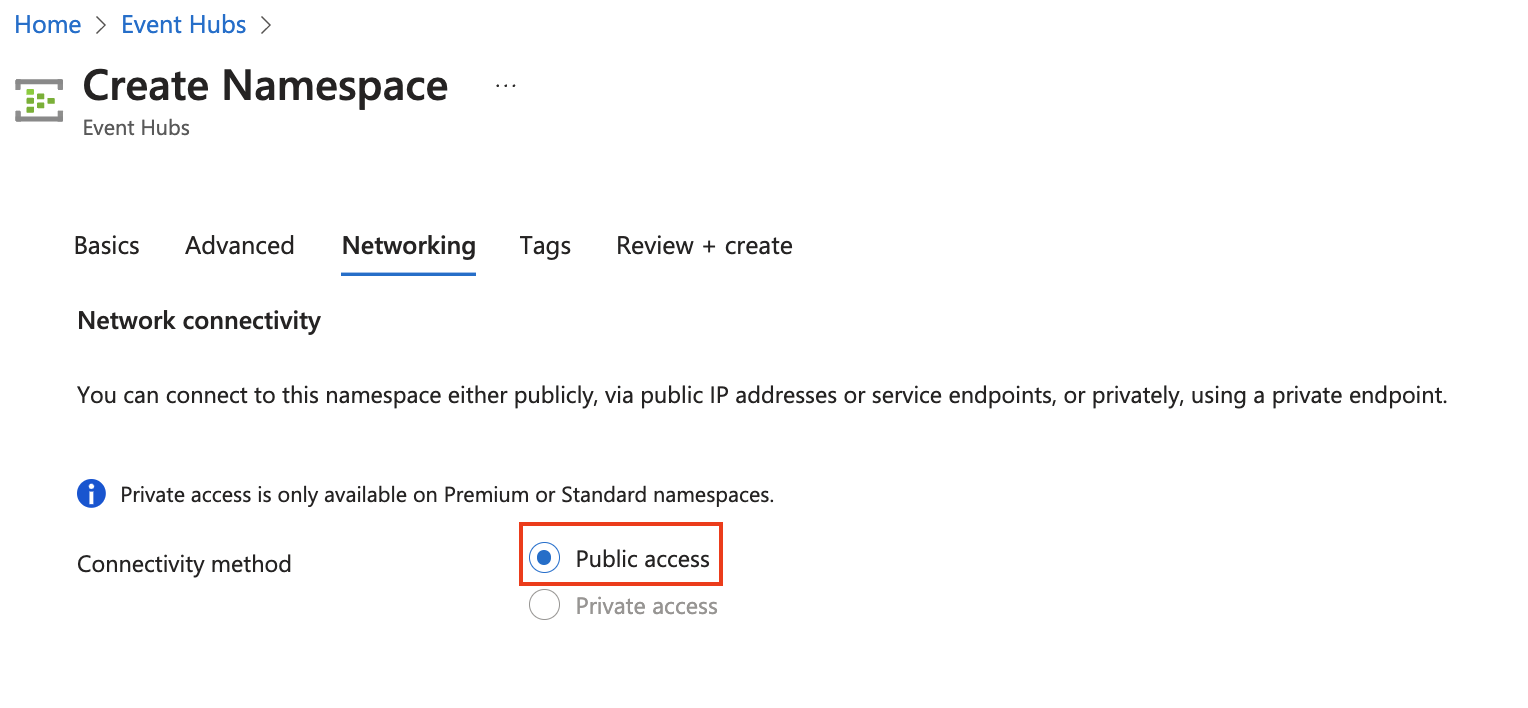 Home > Event Hubs >
Create Namespace ...
Event Hubs
Basics Advanced Networking Tags Review + create
Network connectivity
You can connect to this namespace either publicly, via public IP addresses or service endpoints, or privately, using a private endpoint.
Private access is only available on Premium or Standard namespaces.
Connectivity method
Public access
Private access